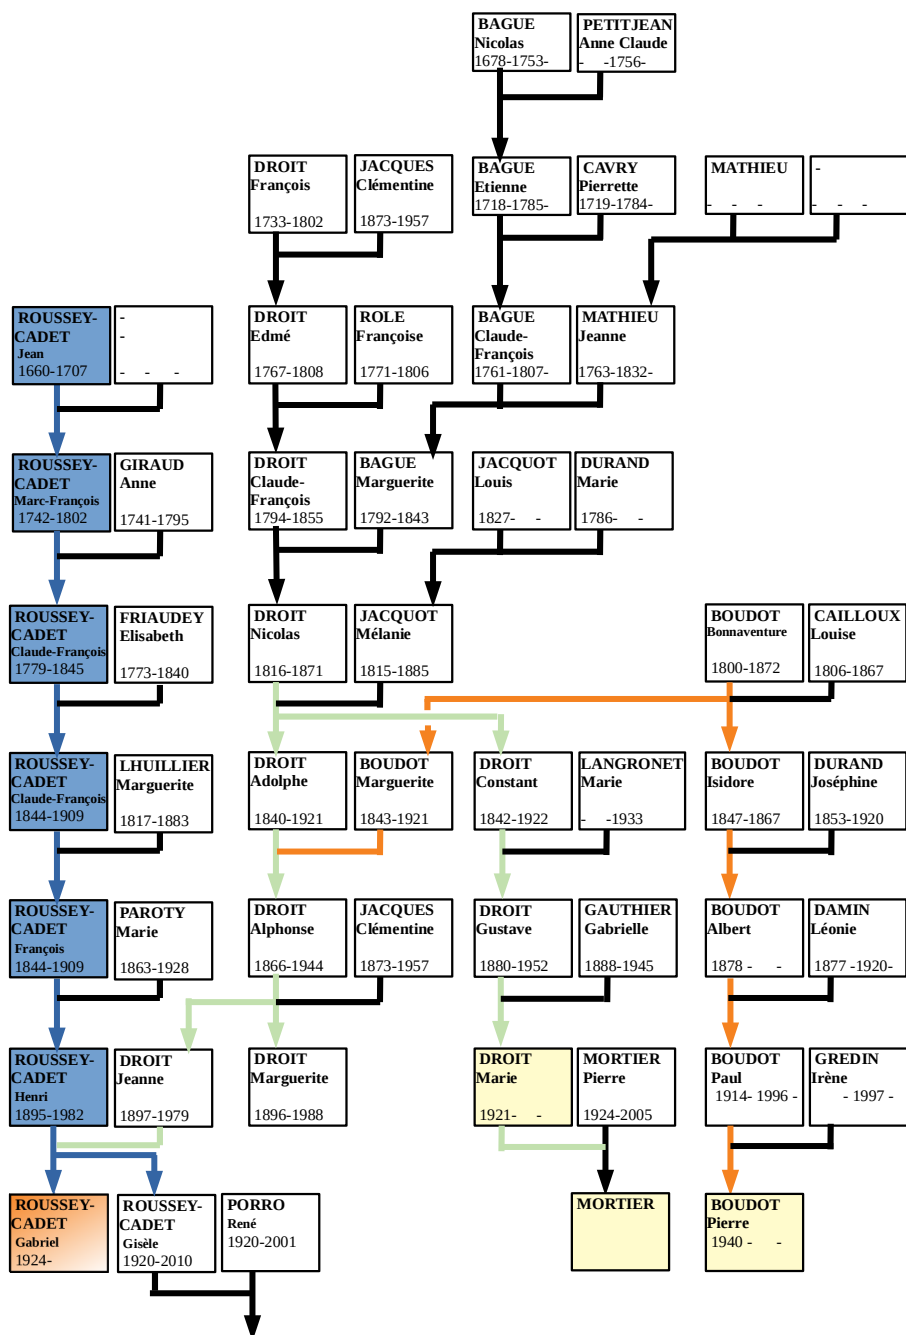 BAGUE
Nicolas
1678-1753-
PETITJEAN
Anne Claude
- -1756-
DROIT
François
1733-1802
JACQUES
Clémentine
1873-1957
BAGUE
Etienne
1718-1785-
CAVRY
Pierrette
1719-1784-
MATHIEU
- - -
-
- - -
ROUSSEY-
CADET
Jean
1660-1707
-
-
- - -
DROIT
Edmé
1767-1808
ROLE
Françoise
1771-1806
BAGUE
Claude-
François
1761-1807-
MATHIEU
Jeanne
1763-1832-
ROUSSEY-
CADET
Marc-François
1742-1802
GIRAUD
Anne
1741-1795
DROIT
Claude-
François
1794-1855
BAGUE
Marguerite
1792-1843
JACQUOT
Louis
1827- -
DURAND
Marie
1786- -
ROUSSEY-
CADET
Claude-François
1779-1845
FRIAUDEY
Elisabeth
1773-1840
DROIT
Nicolas
1816-1871
JACQUOT
Mélanie
1815-1885
BOUDOT
Bonnaventure
1800-1872
CAILLOUX
Louise
1806-1867
ROUSSEY-
CADET
Claude-François
1844-1909
LHUILLIER
Marguerite
1817-1883
DROIT
Adolphe
1840-1921
BOUDOT
Marguerite
1843-1921
DROIT
Constant
1842-1922
LANGRONET
Marie
- -1933
BOUDOT
Isidore
1847-1867
DURAND
Joséphine
1853-1920
ROUSSEY-
CADET
François
1844-1909
PAROTY
Marie
1863-1928
DROIT
Alphonse
1866-1944
JACQUES
Clémentine
1873-1957
DROIT
Gustave
1880-1952
GAUTHIER
Gabrielle
1888-1945
BOUDOT
Albert
1878 - -
DAMIN
Léonie
1877 -1920-
ROUSSEY-
CADET
Henri
1895-1982
DROIT
Jeanne
1897-1979
DROIT
Marguerite
1896-1988
DROIT
Marie
1921- -
MORTIER
Pierre
1924-2005
BOUDOT
Paul
1914- 1996 -
GREDIN
Irène
- 1997 -
ROUSSEY-
CADET
Gabriel
1924-
ROUSSEY-
CADET
Gisèle
1920-2010
PORRO
René
1920-2001
MORTIER
BOUDOT
Pierre
1940 - -